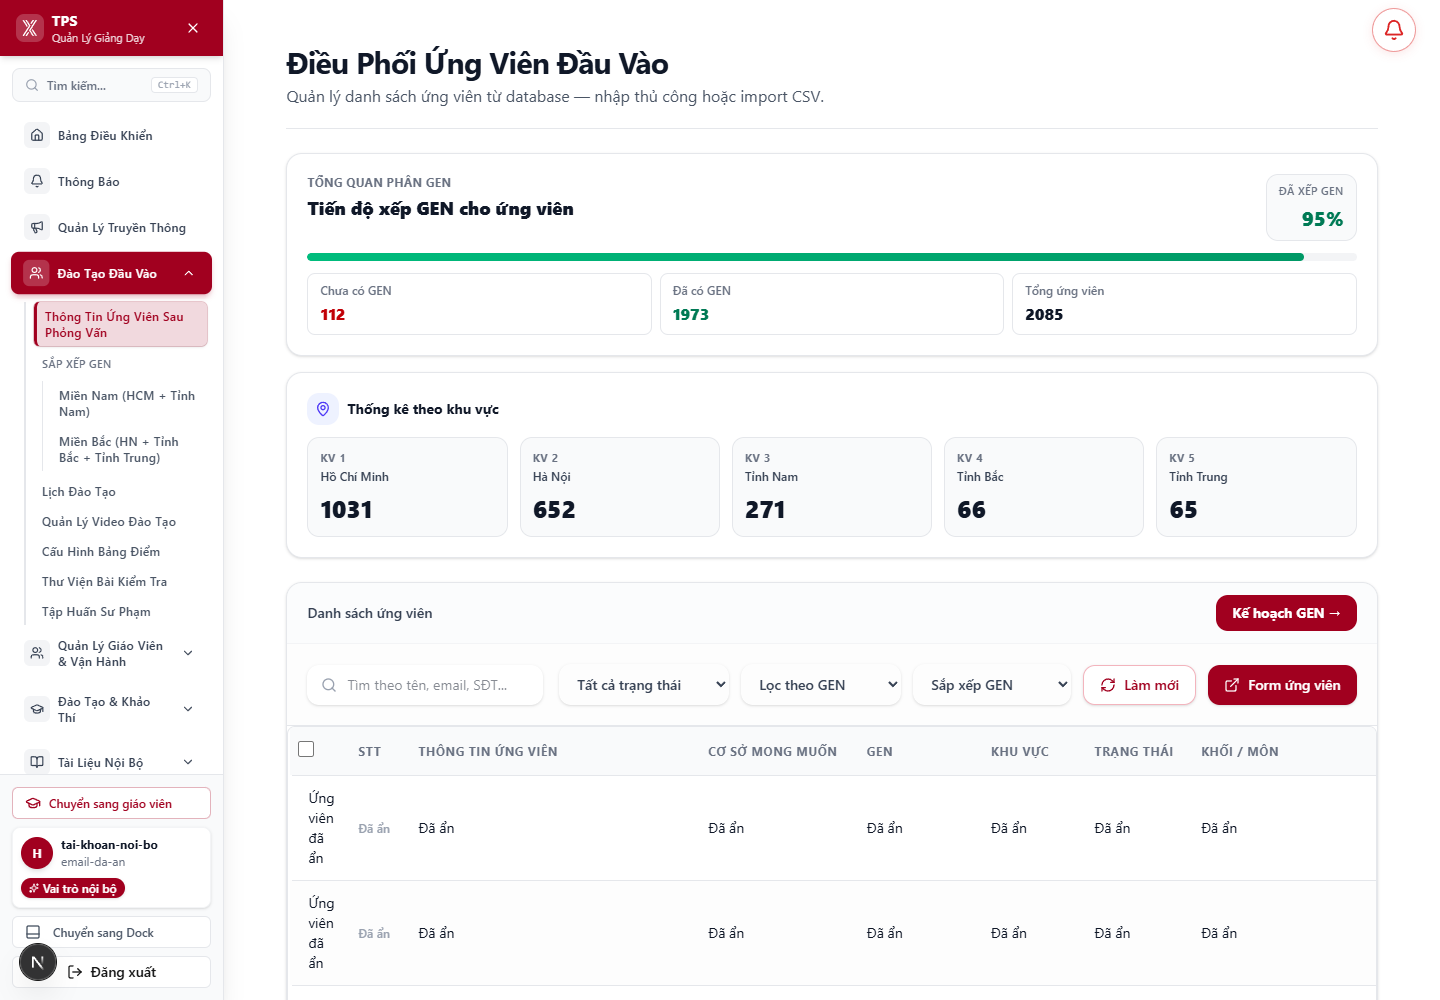 TPS
Quản Lý Giảng Dạy
Tìm kiếm...
Ctrl+K
Bảng Điều Khiển
Thông Báo
Quản Lý Truyền Thông
Đào Tạo Đầu Vào
Thông Tin Ứng Viên Sau
Phỏng Vấn
SẮP XẾP GEN
Miền Nam (HCM + Tỉnh
Nam)
Miền Bắc (HN + Tỉnh
Bắc + Tỉnh Trung)
Lịch Đào Tạo
Quản Lý Video Đào Tạo
Cấu Hình Bảng Điểm
Thư Viện Bài Kiểm Tra
Tập Huấn Sư Phạm
Quản Lý Giáo Viên
& Vận Hành
Đào Tạo & Khảo
Thí
Tài Liệu Nội Bộ
Chuyển sang giáo viên
H
tai-khoan-noi-bo
email-da-an
Vai trò nội bộ
Chuyển sang Dock
N
Đăng xuất
Điều Phối Ứng Viên Đầu Vào
Quản lý danh sách ứng viên từ database — nhập thủ công hoặc import CSV.
TỔNG QUAN PHÂN GEN
Tiến độ xếp GEN cho ứng viên
ĐÃ XẾP GEN
95%
Chưa có GEN
112
Đã có GEN
1973
Tổng ứng viên
2085
Thống kê theo khu vực
KV 1
Hồ Chí Minh
1031
KV 2
Hà Nội
652
KV 3
Tỉnh Nam
271
KV 4
Tỉnh Bắc
66
KV 5
Tỉnh Trung
65
Danh sách ứng viên
Kế hoạch GEN →
Tìm theo tên, email, SĐT...
Tất cả trạng thái
Lọc theo GEN
Sắp xếp GEN
Làm mới
Form ứng viên
STT THÔNG TIN ỨNG VIÊN CƠ SỞ MONG MUỐN GEN KHU VỰC TRẠNG THÁI KHỐI / MÔN
Ứng
viên
đã
ẩn
Đã ẩn Đã ẩn Đã ẩn Đã ẩn Đã ẩn Đã ẩn Đã ẩn
Ứng
viên
đã
ẩn
Đã ẩn Đã ẩn Đã ẩn Đã ẩn Đã ẩn Đã ẩn Đã ẩn